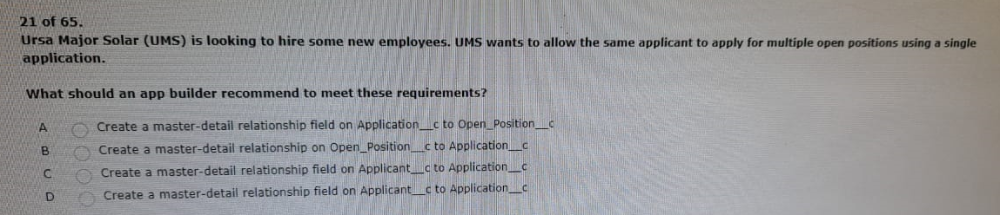 21 of 65.
Ursa Major Solar (UMS) is looking to hire some new employees. UMS wants to allow the same applicant to apply for multiple open positions using a single
application.
What should an app builder recommend to meet these requirements?
A Create a master-detail relationship field on Application__c to Open_Position__c
B Create a master-detail relationship on Open_Position__c to Application__c
C Create a master-detail relationship field on Applicant__c to Application__c
D Create a master-detail relationship field on Applicant__c to Application__c